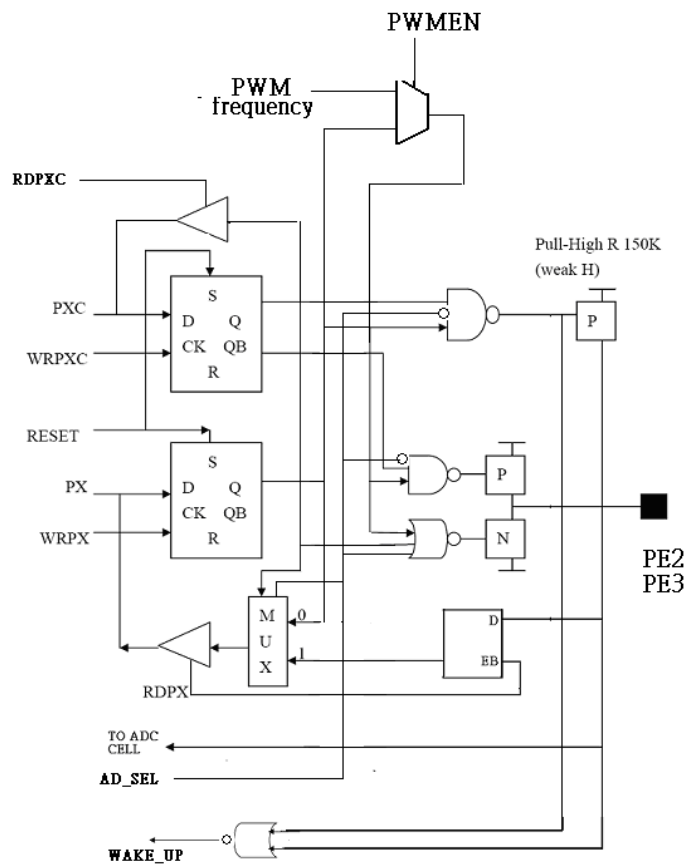 PWMEN
PWM
frequency
RDPXC
Pull-High R 150K
(weak H)
S
PXC
D
Q
P
WRPXC
CK
QB
R
RESET
S
PX
D
Q
P
CK
QB
WRPX
R
N
PE2
PE3
M
U
X
0
1
D
EB
RDPX
TO ADC
CELL
AD_SEL
WAKE_UP